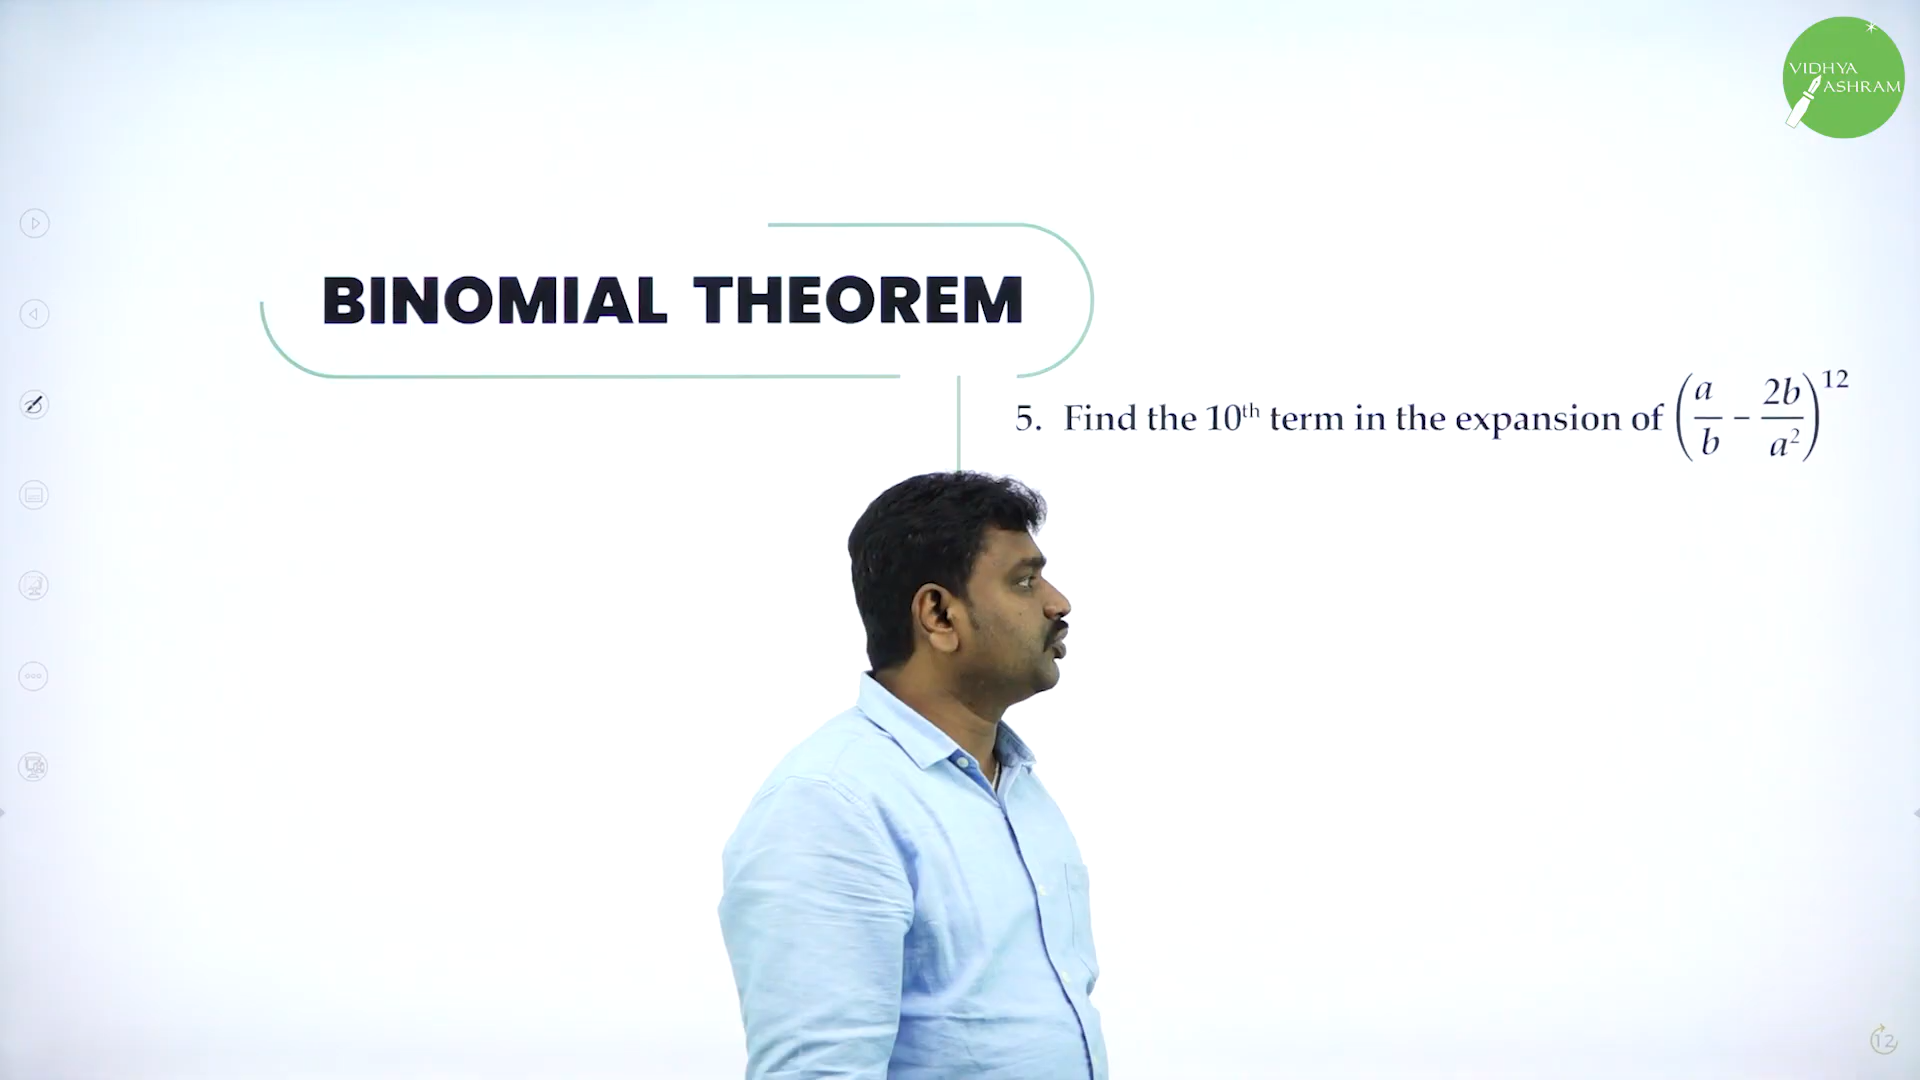 VIDHYA
ASHRAM
BINOMIAL THEOREM
5. Find the 10th term in the expansion of (a/b − 2b/a²)¹²
12